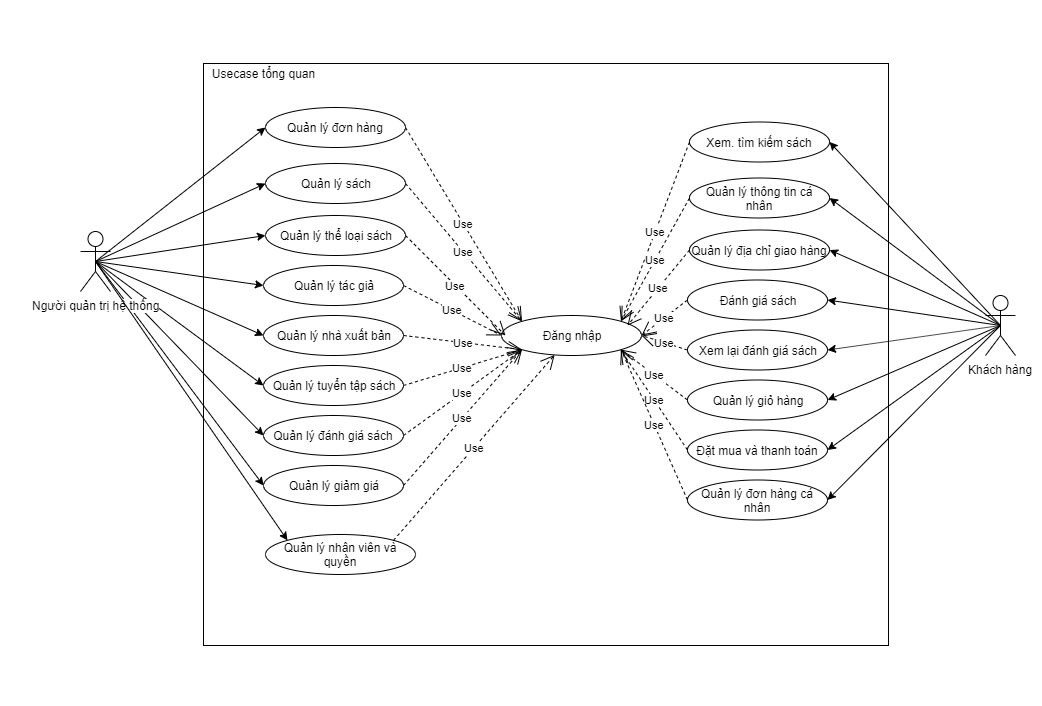 Usecase tổng quan
Quản lý đơn hàng
Quản lý sách
Quản lý thể loại sách
Quản lý tác giả
Quản lý nhà xuất bản
Quản lý tuyển tập sách
Quản lý đánh giá sách
Quản lý giảm giá
Quản lý nhân viên và
quyền
Người quản trị hệ thống
Use
Use
Use
Use
Use
Use
Use
Use
Use
Đăng nhập
Use
Use
Use
Use
Use
Use
Use
Use
Xem. tìm kiếm sách
Quản lý thông tin cá
nhân
Quản lý địa chỉ giao hàng
Đánh giá sách
Xem lại đánh giá sách
Quản lý giỏ hàng
Đặt mua và thanh toán
Quản lý đơn hàng cá
nhân
Khách hàng